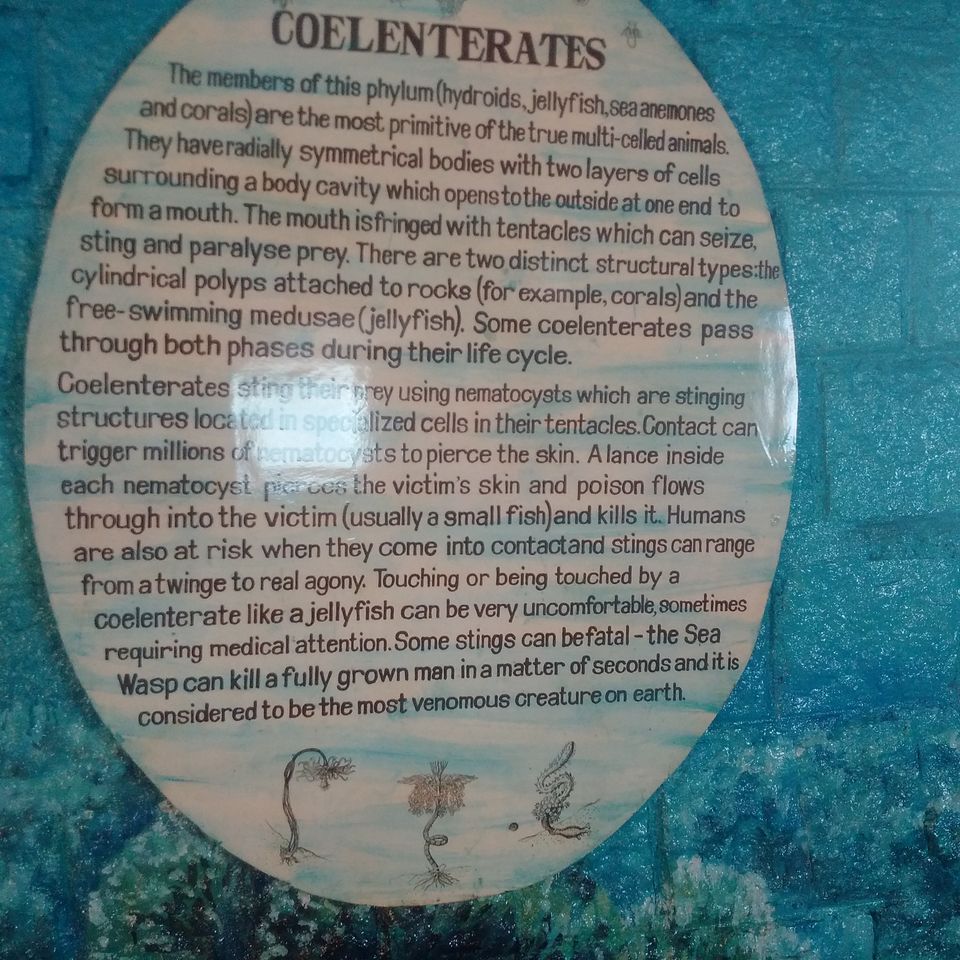 COELENTERATES
The members of this phylum (hydroids, jellyfish, sea anemones
and corals) are the most primitive of the true multi-celled animals.
They have radially symmetrical bodies with two layers of cells
surrounding a body cavity which opens to the outside at one end to
form a mouth. The mouth is fringed with tentacles which can seize,
sting and paralyse prey. There are two distinct structural types: the
cylindrical polyps attached to rocks (for example, corals) and the
free-swimming medusae (jellyfish). Some coelenterates pass
through both phases during their life cycle.
Coelenterates sting their prey using nematocysts which are stinging
structures located in specialized cells in their tentacles. Contact can
trigger millions of nematocysts to pierce the skin. A lance inside
each nematocyst pierces the victim's skin and poison flows
through into the victim (usually a small fish) and kills it. Humans
are also at risk when they come into contact and stings can range
from a twinge to real agony. Touching or being touched by a
coelenterate like a jellyfish can be very uncomfortable, sometimes
requiring medical attention. Some stings can be fatal - the Sea
Wasp can kill a fully grown man in a matter of seconds and it is
considered to be the most venomous creature on earth.